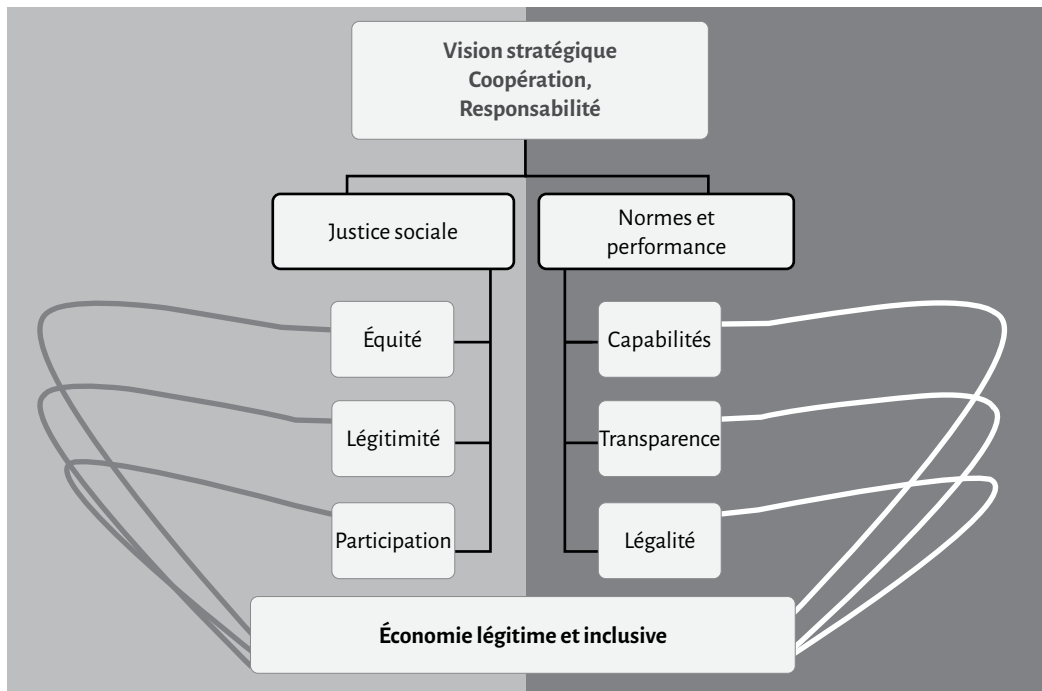 Vision stratégique
Coopération,
Responsabilité
Justice sociale
Normes et
performance
Équité
Capabilités
Légitimité
Transparence
Participation
Légalité
Économie légitime et inclusive